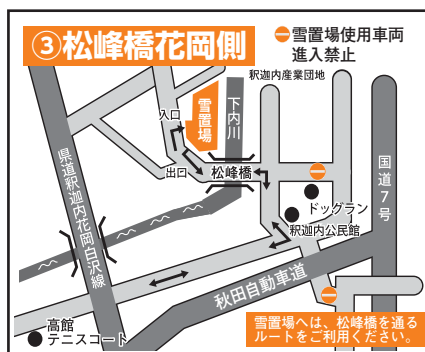 ③松峰橋花岡側
雪置場使用車両
進入禁止
釈迦内産業団地
入口
雪置場
下内川
出口
松峰橋
国道7号
県道釈迦内花岡白沢線
ドッグラン
釈迦内公民館
秋田自動車道
高館
テニスコート
雪置場へは、松峰橋を通る
ルートをご利用ください。